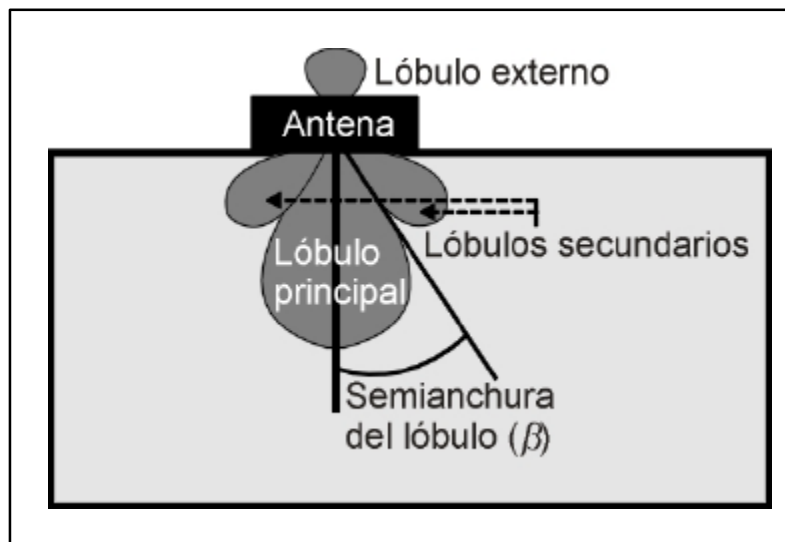 Lóbulo externo
Antena
Lóbulos secundarios
Lóbulo
principal
Semianchura
del lóbulo (β)